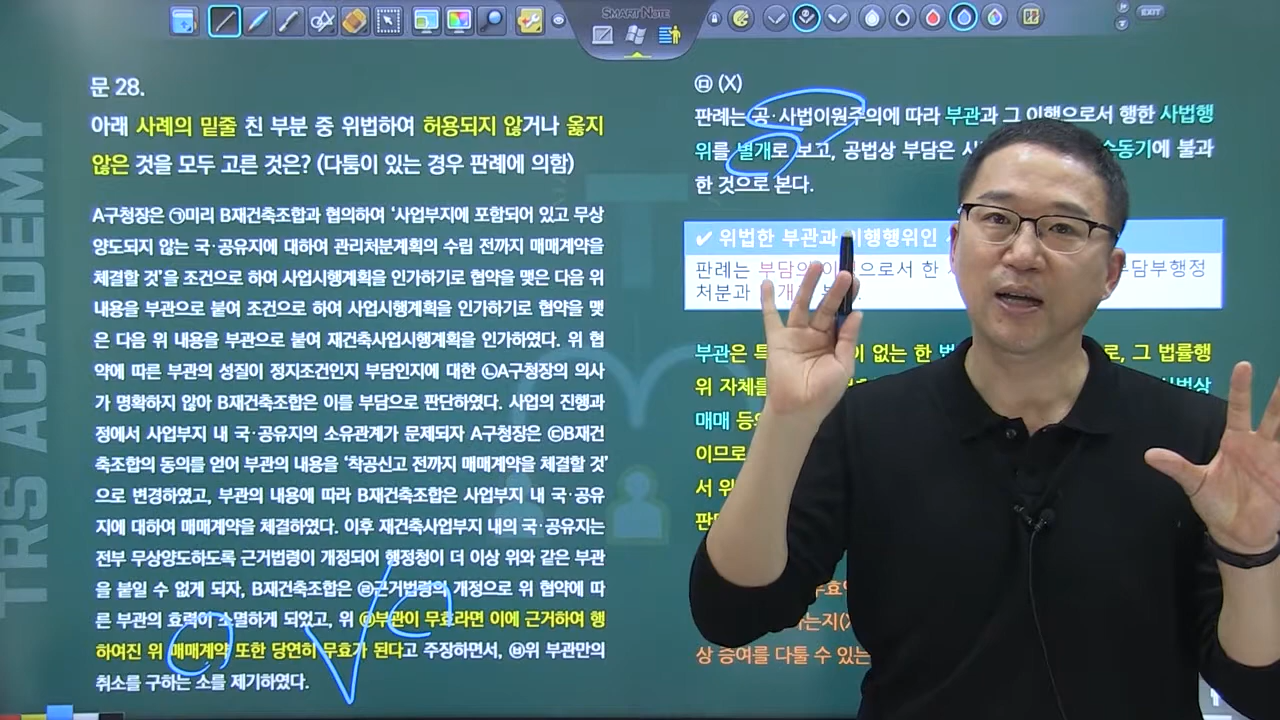 SMART NOTE
EXIT
TRS ACADEMY
문 28.
아래 사례의 밑줄 친 부분 중 위법하여 허용되지 않거나 옳지
않은 것을 모두 고른 것은? (다툼이 있는 경우 판례에 의함)
A구청장은 ㉠미리 B재건축조합과 협의하여 ‘사업부지에 포함되어 있고 무상
양도되지 않는 국·공유지에 대하여 관리처분계획의 수립 전까지 매매계약을
체결할 것’을 조건으로 하여 사업시행계획을 인가하기로 협약을 맺은 다음 위
내용을 부관으로 붙여 조건으로 하여 사업시행계획을 인가하기로 협약을 맺
은 다음 위 내용을 부관으로 붙여 재건축사업시행계획을 인가하였다. 위 협
약에 따른 부관의 성질이 정지조건인지 부담인지에 대한 ㉡A구청장의 의사
가 명확하지 않아 B재건축조합은 이를 부담으로 판단하였다. 사업의 진행과
정에서 사업부지 내 국·공유지의 소유관계가 문제되자 A구청장은 ㉢B재건
축조합의 동의를 얻어 부관의 내용을 ‘착공신고 전까지 매매계약을 체결할 것’
으로 변경하였고, 부관의 내용에 따라 B재건축조합은 사업부지 내 국·공유
지에 대하여 매매계약을 체결하였다. 이후 재건축사업부지 내의 국·공유지는
전부 무상양도하도록 근거법령이 개정되어 행정청이 더 이상 위와 같은 부관
을 붙일 수 없게 되자, B재건축조합은 ㉣근거법령의 개정으로 위 협약에 따
른 부관의 효력이 소멸하게 되었고, 위 ㉤부관이 무효라면 이에 근거하여 행
하여진 위 매매계약 또한 당연히 무효가 된다고 주장하면서, ㉥위 부관만의
취소를 구하는 소를 제기하였다.
㉤ (X)
판례는 공·사법이원주의에 따라 부관과 그 이행으로서 행한 사법행
위를 별개로 보고, 공법상 부담은 수동기에 불과
한 것으로 본다.
✔ 위법한 부관과 이행행위인
판례는 부담의 으로서 한 부담부행정
처분과
부관은 없는 한 그 법률행
위 자체를 사법상
매매 등
이므로
서 위
판
상 증여를 다툴 수 있는